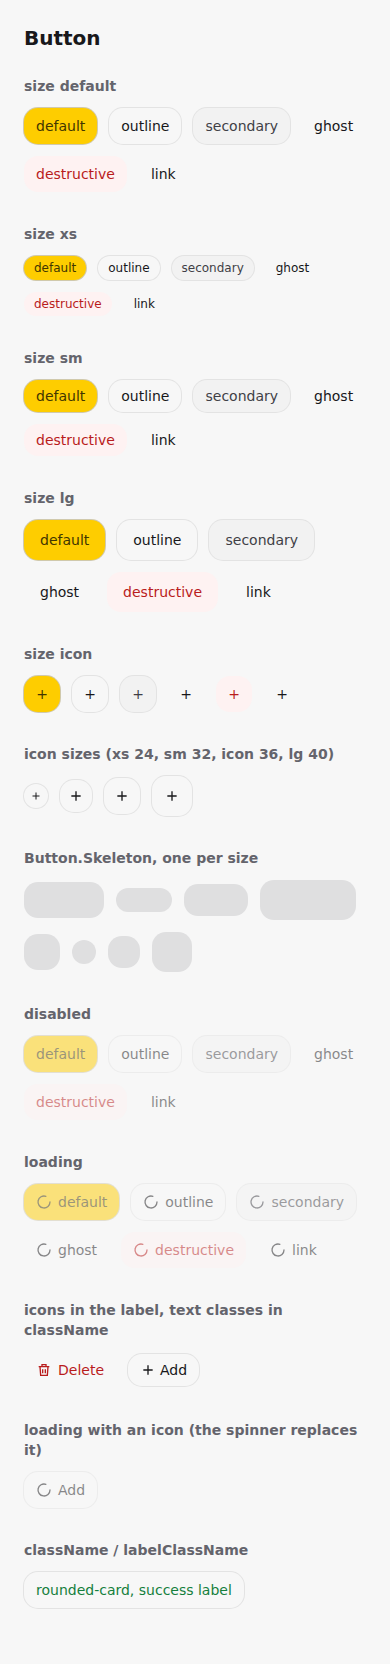 Button
size default
default outline secondary ghost
destructive link
size xs
default outline secondary ghost
destructive link
size sm
default outline secondary ghost
destructive link
size lg
default outline secondary
ghost destructive link
size icon
+ + + + + +
icon sizes (xs 24, sm 32, icon 36, lg 40)
+ + + +
Button.Skeleton, one per size
disabled
default outline secondary ghost
destructive link
loading
default outline secondary
ghost destructive link
icons in the label, text classes in
className
Delete + Add
loading with an icon (the spinner replaces
it)
Add
className / labelClassName
rounded-card, success label